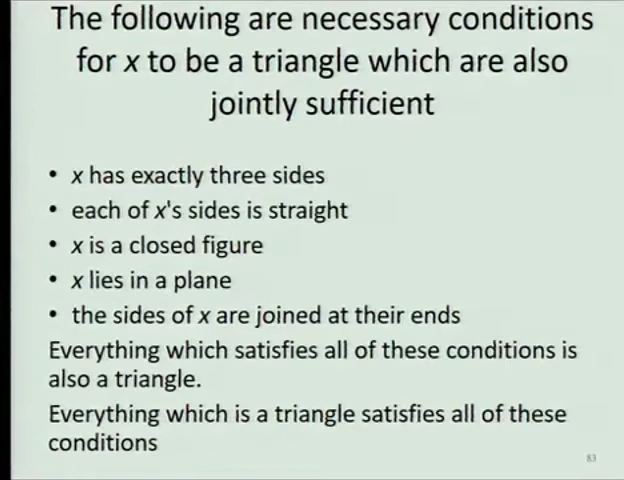 The following are necessary conditions
for x to be a triangle which are also
jointly sufficient
• x has exactly three sides
• each of x's sides is straight
• x is a closed figure
• x lies in a plane
• the sides of x are joined at their ends
Everything which satisfies all of these conditions is
also a triangle.
Everything which is a triangle satisfies all of these
conditions
83